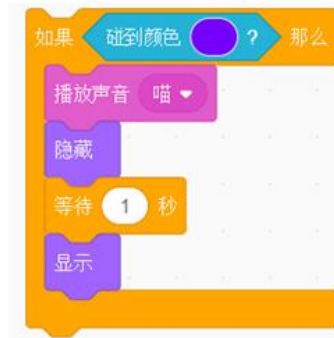 如果 碰到颜色 ? 那么
播放声音 喵
隐藏
等待 1 秒
显示